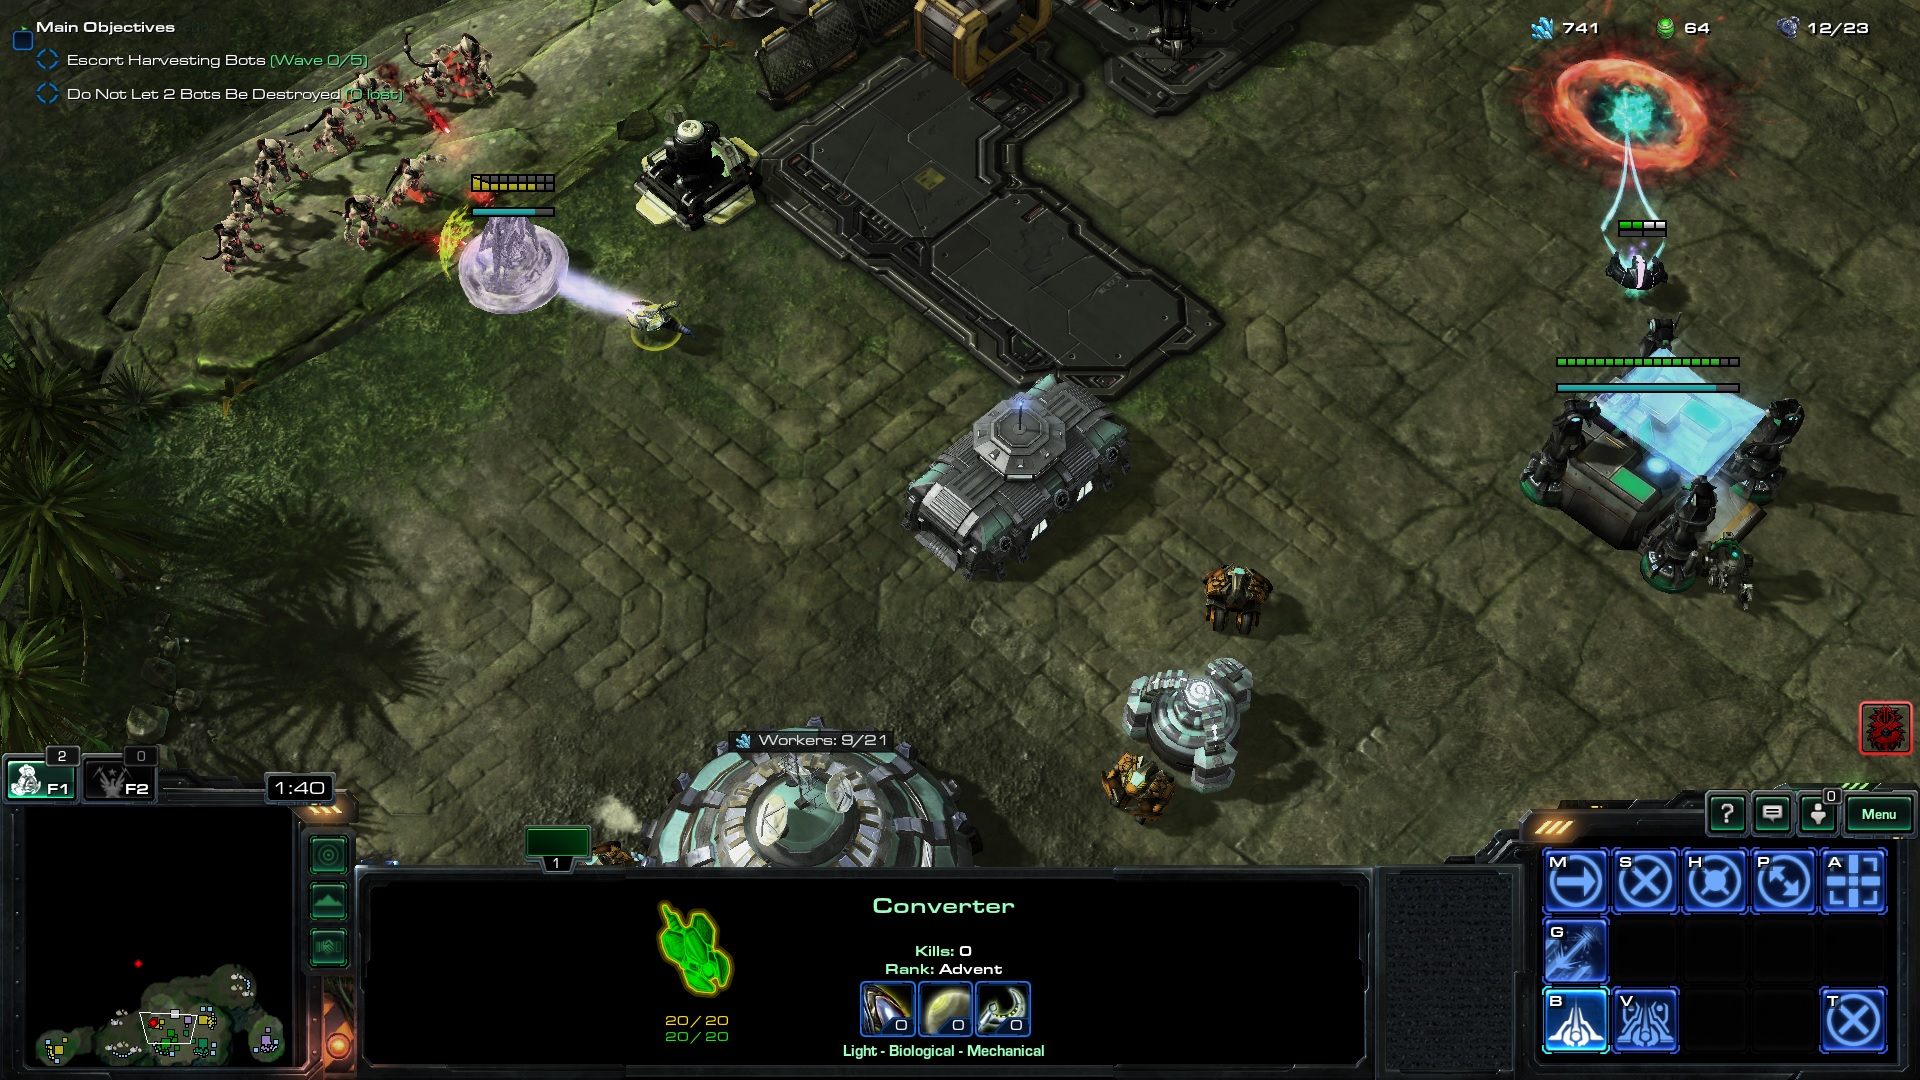 Main Objectives
Escort Harvesting Bots (Wave 0/5)
Do Not Let 2 Bots Be Destroyed (0 lost)
741
64
12/23
Workers: 9/21
2
F1
0
F2
1:40
1
Converter
Kills: 0
Rank: Advent
20/20
20/20
0
0
0
Light - Biological - Mechanical
?
0
Menu
M
S
H
P
A
G
B
V
T